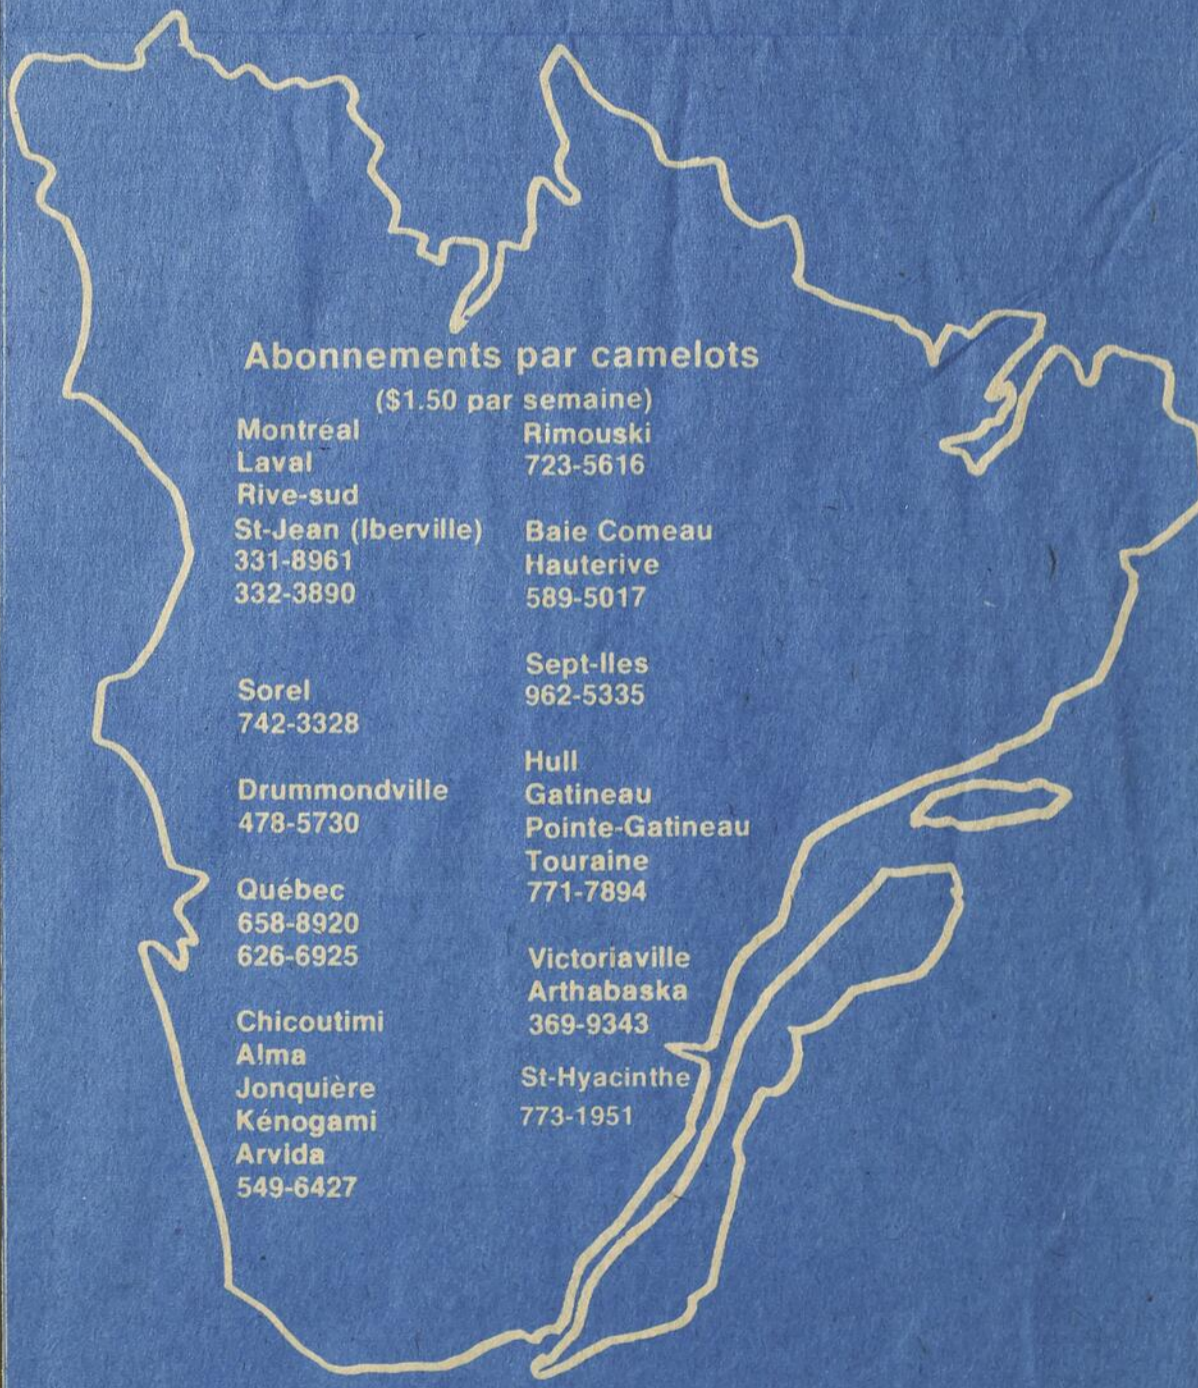 Abonnements par camelots
($1.50 par semaine)
Montréal
Laval
Rive-sud
St-Jean (Iberville)
331-8961
332-3890
Sorel
742-3328
Drummondville
478-5730
Québec
658-8920
626-6925
Chicoutimi
Alma
Jonquière
Kénogami
Arvida
549-6427
Rimouski
723-5616
Baie Comeau
Hauterive
589-5017
Sept-Iles
962-5335
Hull
Gatineau
Pointe-Gatineau
Touraine
771-7894
Victoriaville
Arthabaska
369-9343
St-Hyacinthe
773-1951